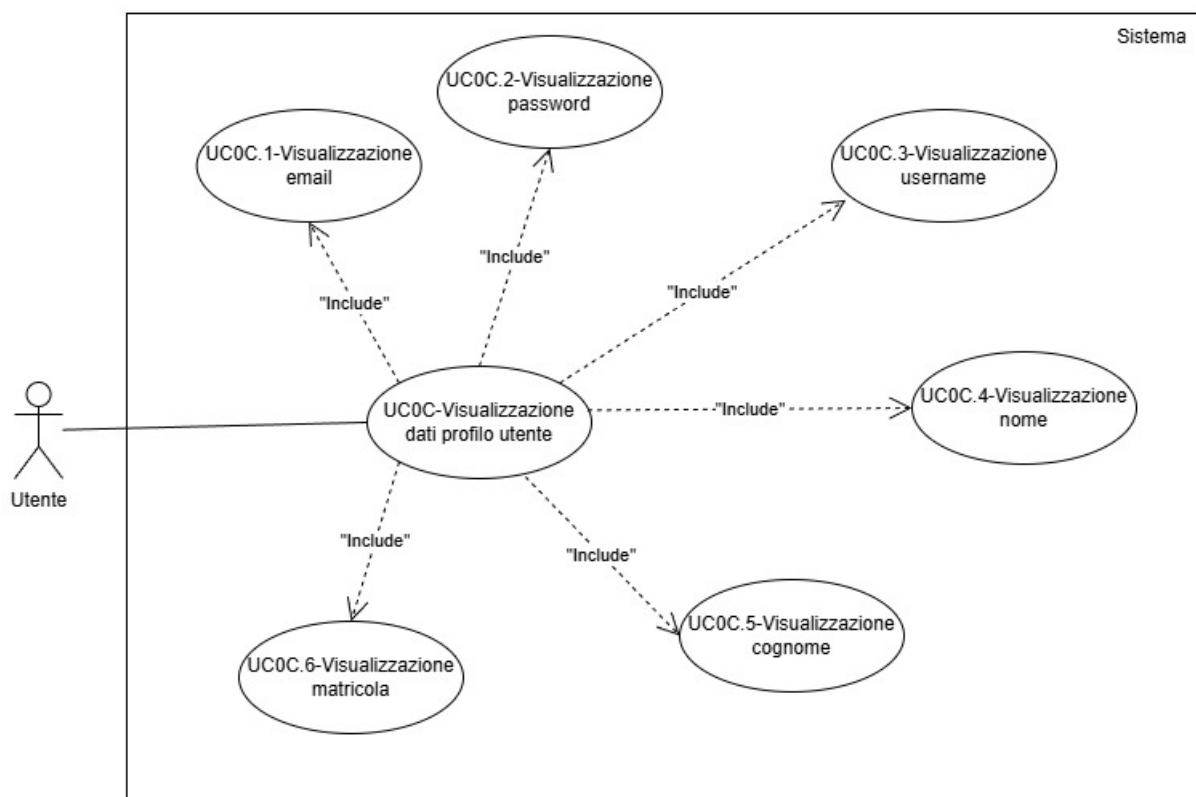 Sistema
UC0C.2-Visualizzazione
password
UC0C.1-Visualizzazione
email
UC0C.3-Visualizzazione
username
"Include"
"Include"
"Include"
UC0C-Visualizzazione
dati profilo utente
"Include"
UC0C.4-Visualizzazione
nome
Utente
"Include"
"Include"
UC0C.5-Visualizzazione
cognome
UC0C.6-Visualizzazione
matricola